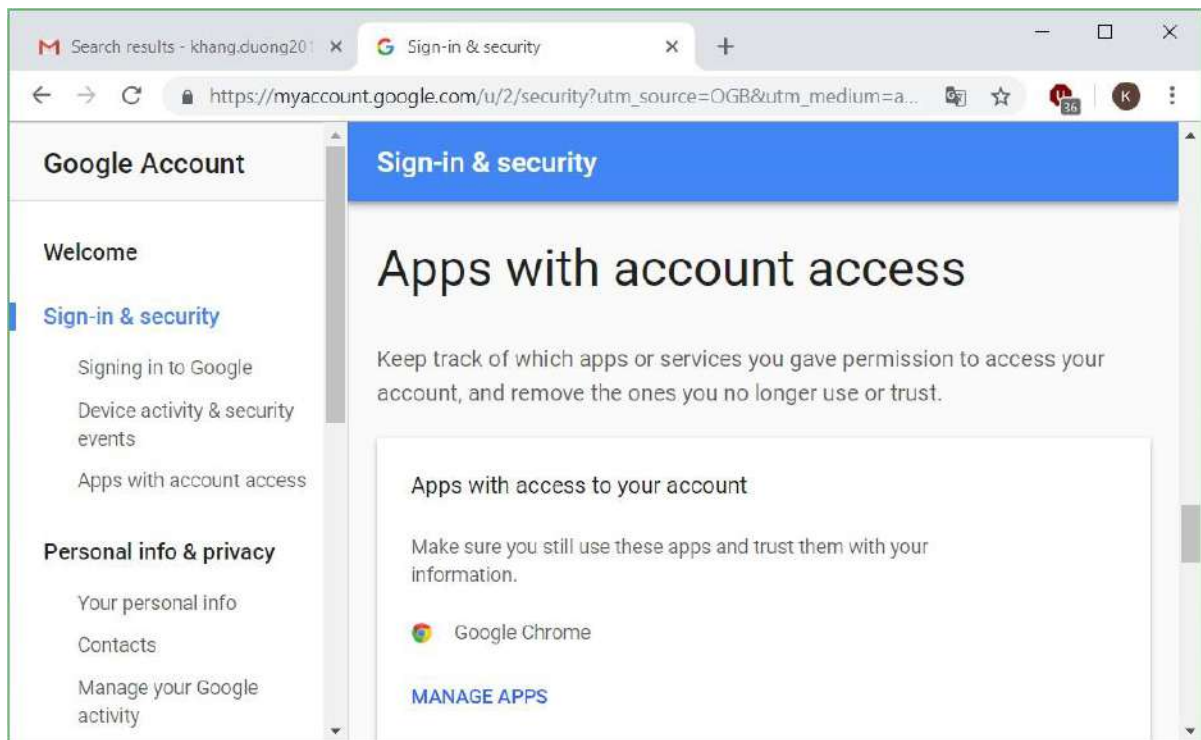 Search results - khang.duong201
Sign-in & security
https://myaccount.google.com/u/2/security?utm_source=OGB&utm_medium=a...
36
K
Google Account
Sign-in & security
Welcome
Sign-in & security
Signing in to Google
Device activity & security
events
Apps with account access
Personal info & privacy
Your personal info
Contacts
Manage your Google
activity
Apps with account access
Keep track of which apps or services you gave permission to access your
account, and remove the ones you no longer use or trust.
Apps with access to your account
Make sure you still use these apps and trust them with your
information.
Google Chrome
MANAGE APPS